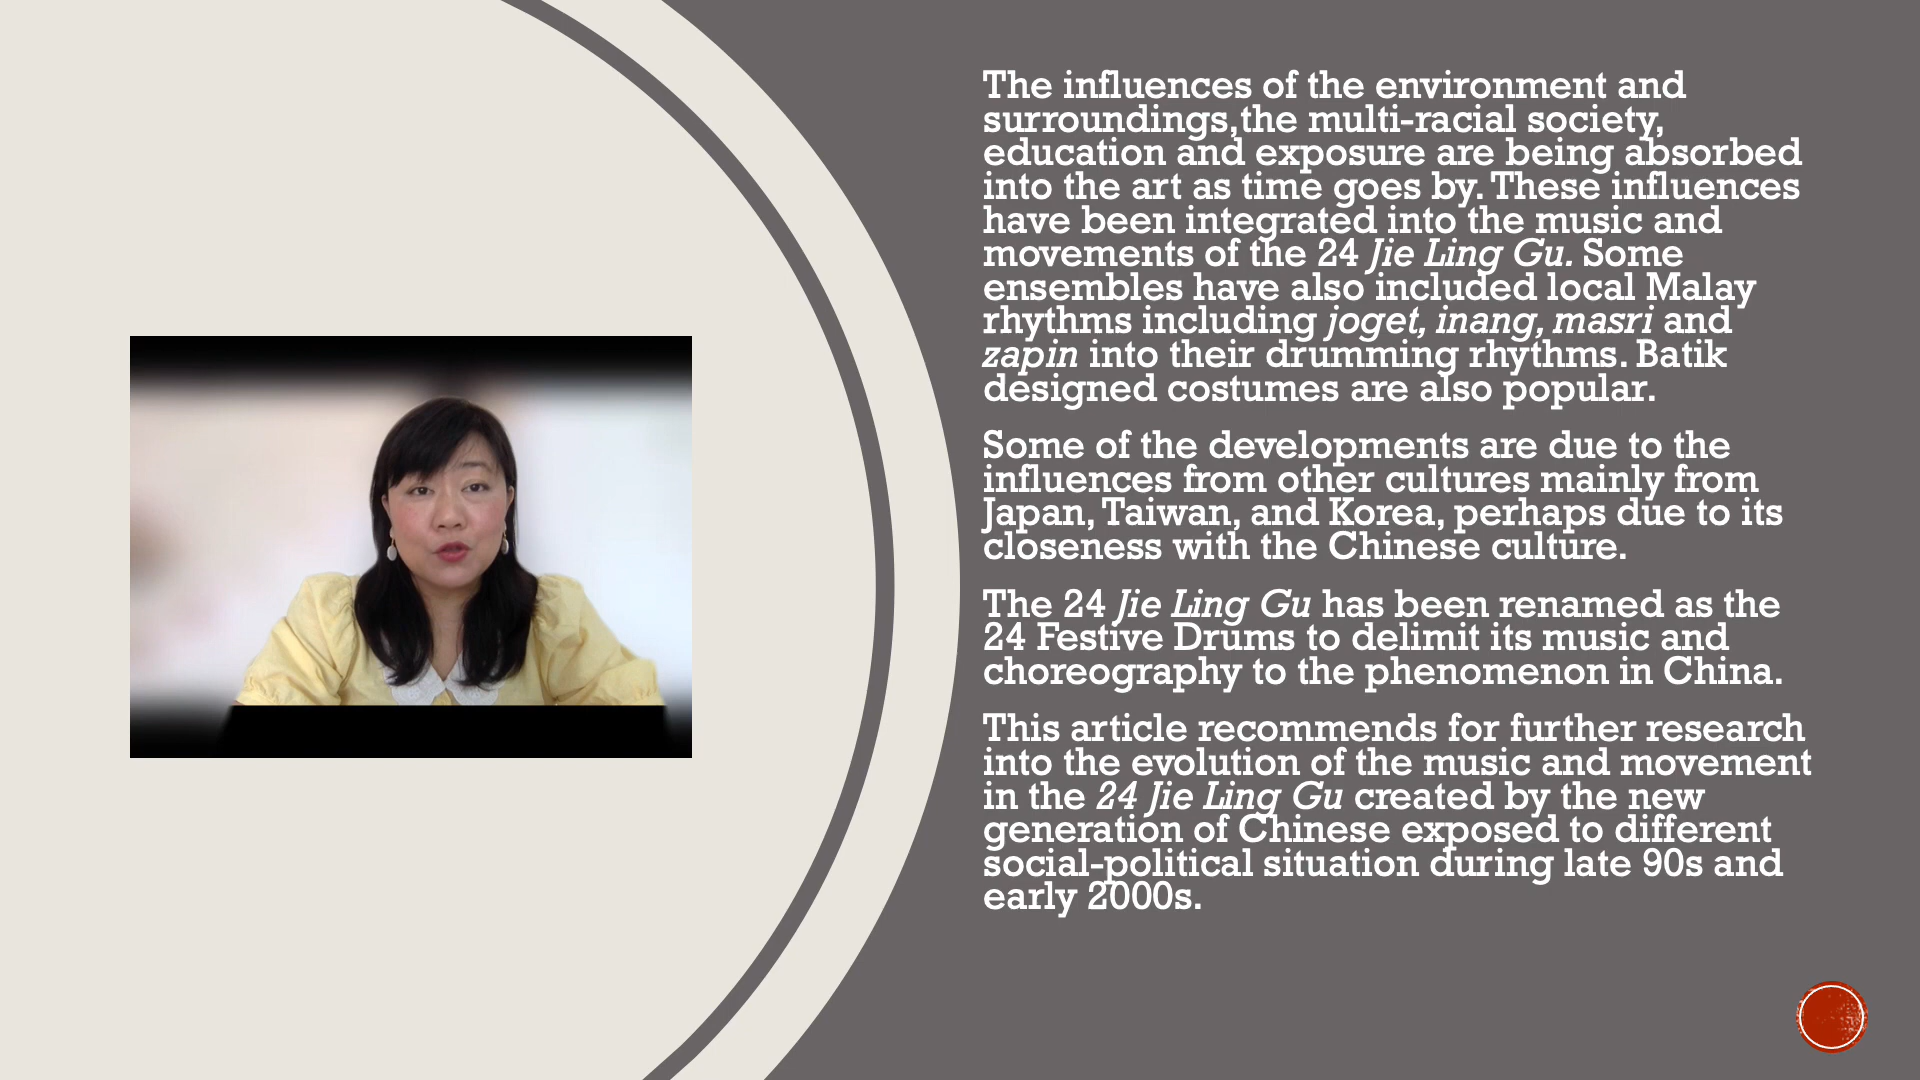 The influences of the environment and
surroundings,the multi-racial society,
education and exposure are being absorbed
into the art as time goes by. These influences
have been integrated into the music and
movements of the 24 Jie Ling Gu. Some
ensembles have also included local Malay
rhythms including joget, inang, masri and
zapin into their drumming rhythms. Batik
designed costumes are also popular.
Some of the developments are due to the
influences from other cultures mainly from
Japan, Taiwan, and Korea, perhaps due to its
closeness with the Chinese culture.
The 24 Jie Ling Gu has been renamed as the
24 Festive Drums to delimit its music and
choreography to the phenomenon in China.
This article recommends for further research
into the evolution of the music and movement
in the 24 Jie Ling Gu created by the new
generation of Chinese exposed to different
social-political situation during late 90s and
early 2000s.